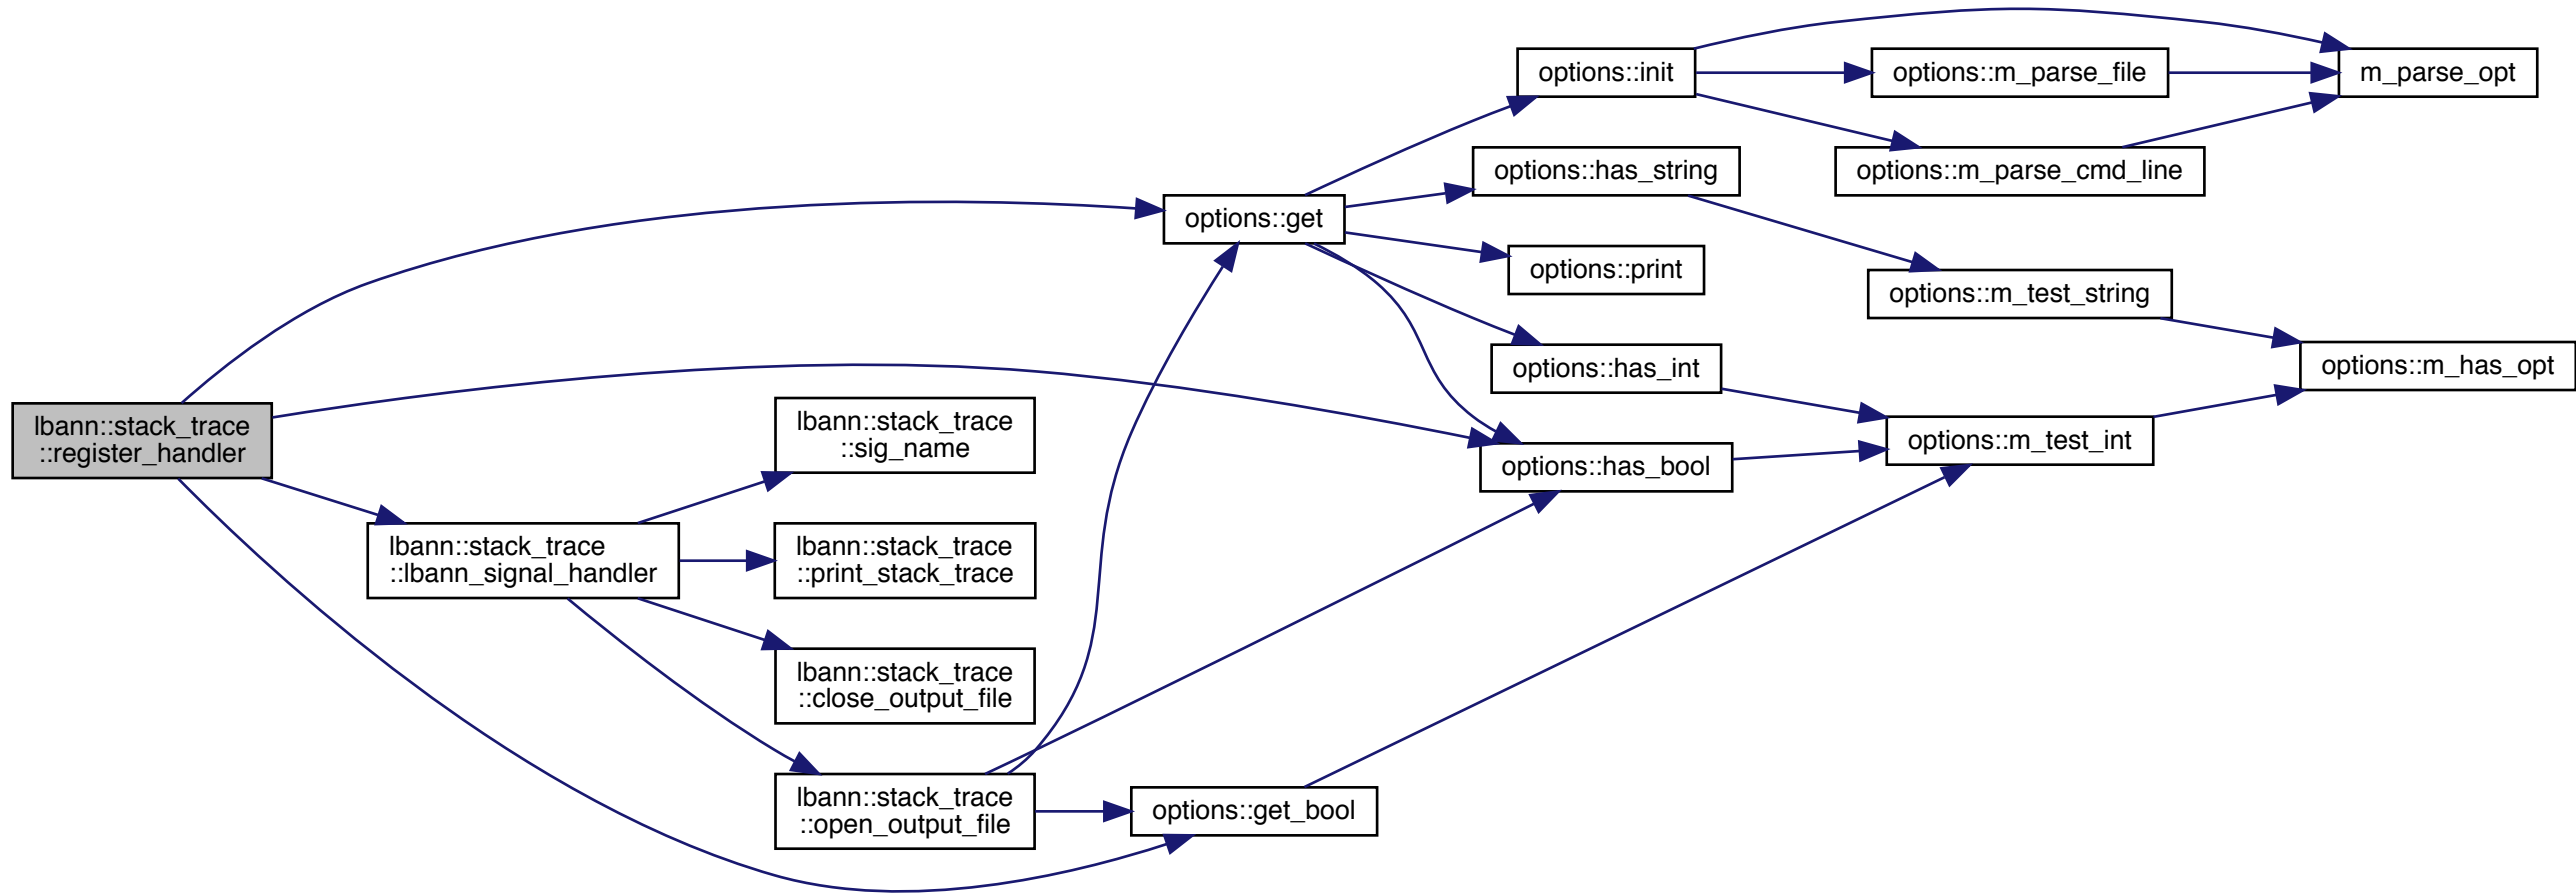 lbann::stack_trace
::register_handler
lbann::stack_trace
::lbann_signal_handler
lbann::stack_trace
::sig_name
lbann::stack_trace
::print_stack_trace
lbann::stack_trace
::close_output_file
lbann::stack_trace
::open_output_file
options::get
options::get_bool
options::init
options::has_string
options::print
options::has_int
options::has_bool
options::m_parse_file
options::m_parse_cmd_line
options::m_test_string
options::m_test_int
m_parse_opt
options::m_has_opt